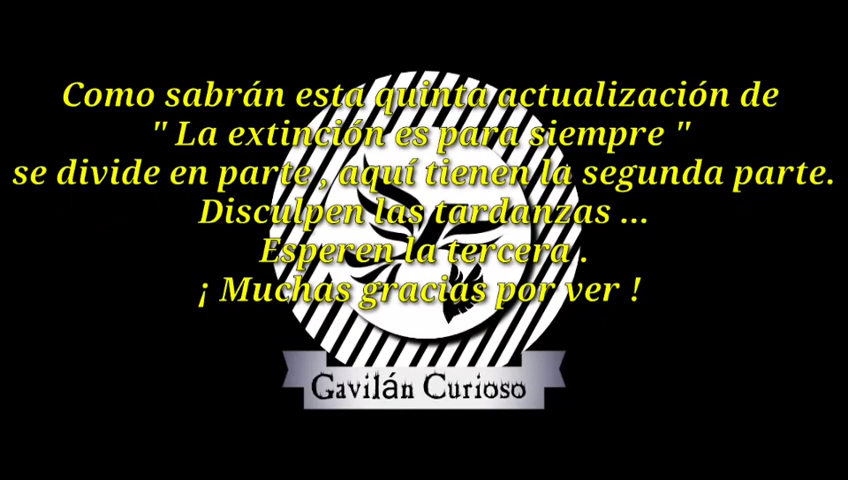 Como sabrán esta quinta actualización de
" La extinción es para siempre "
se divide en parte , aquí tienen la segunda parte.
Disculpen las tardanzas ...
Esperen la tercera .
¡ Muchas gracias por ver !
Gavilán Curioso